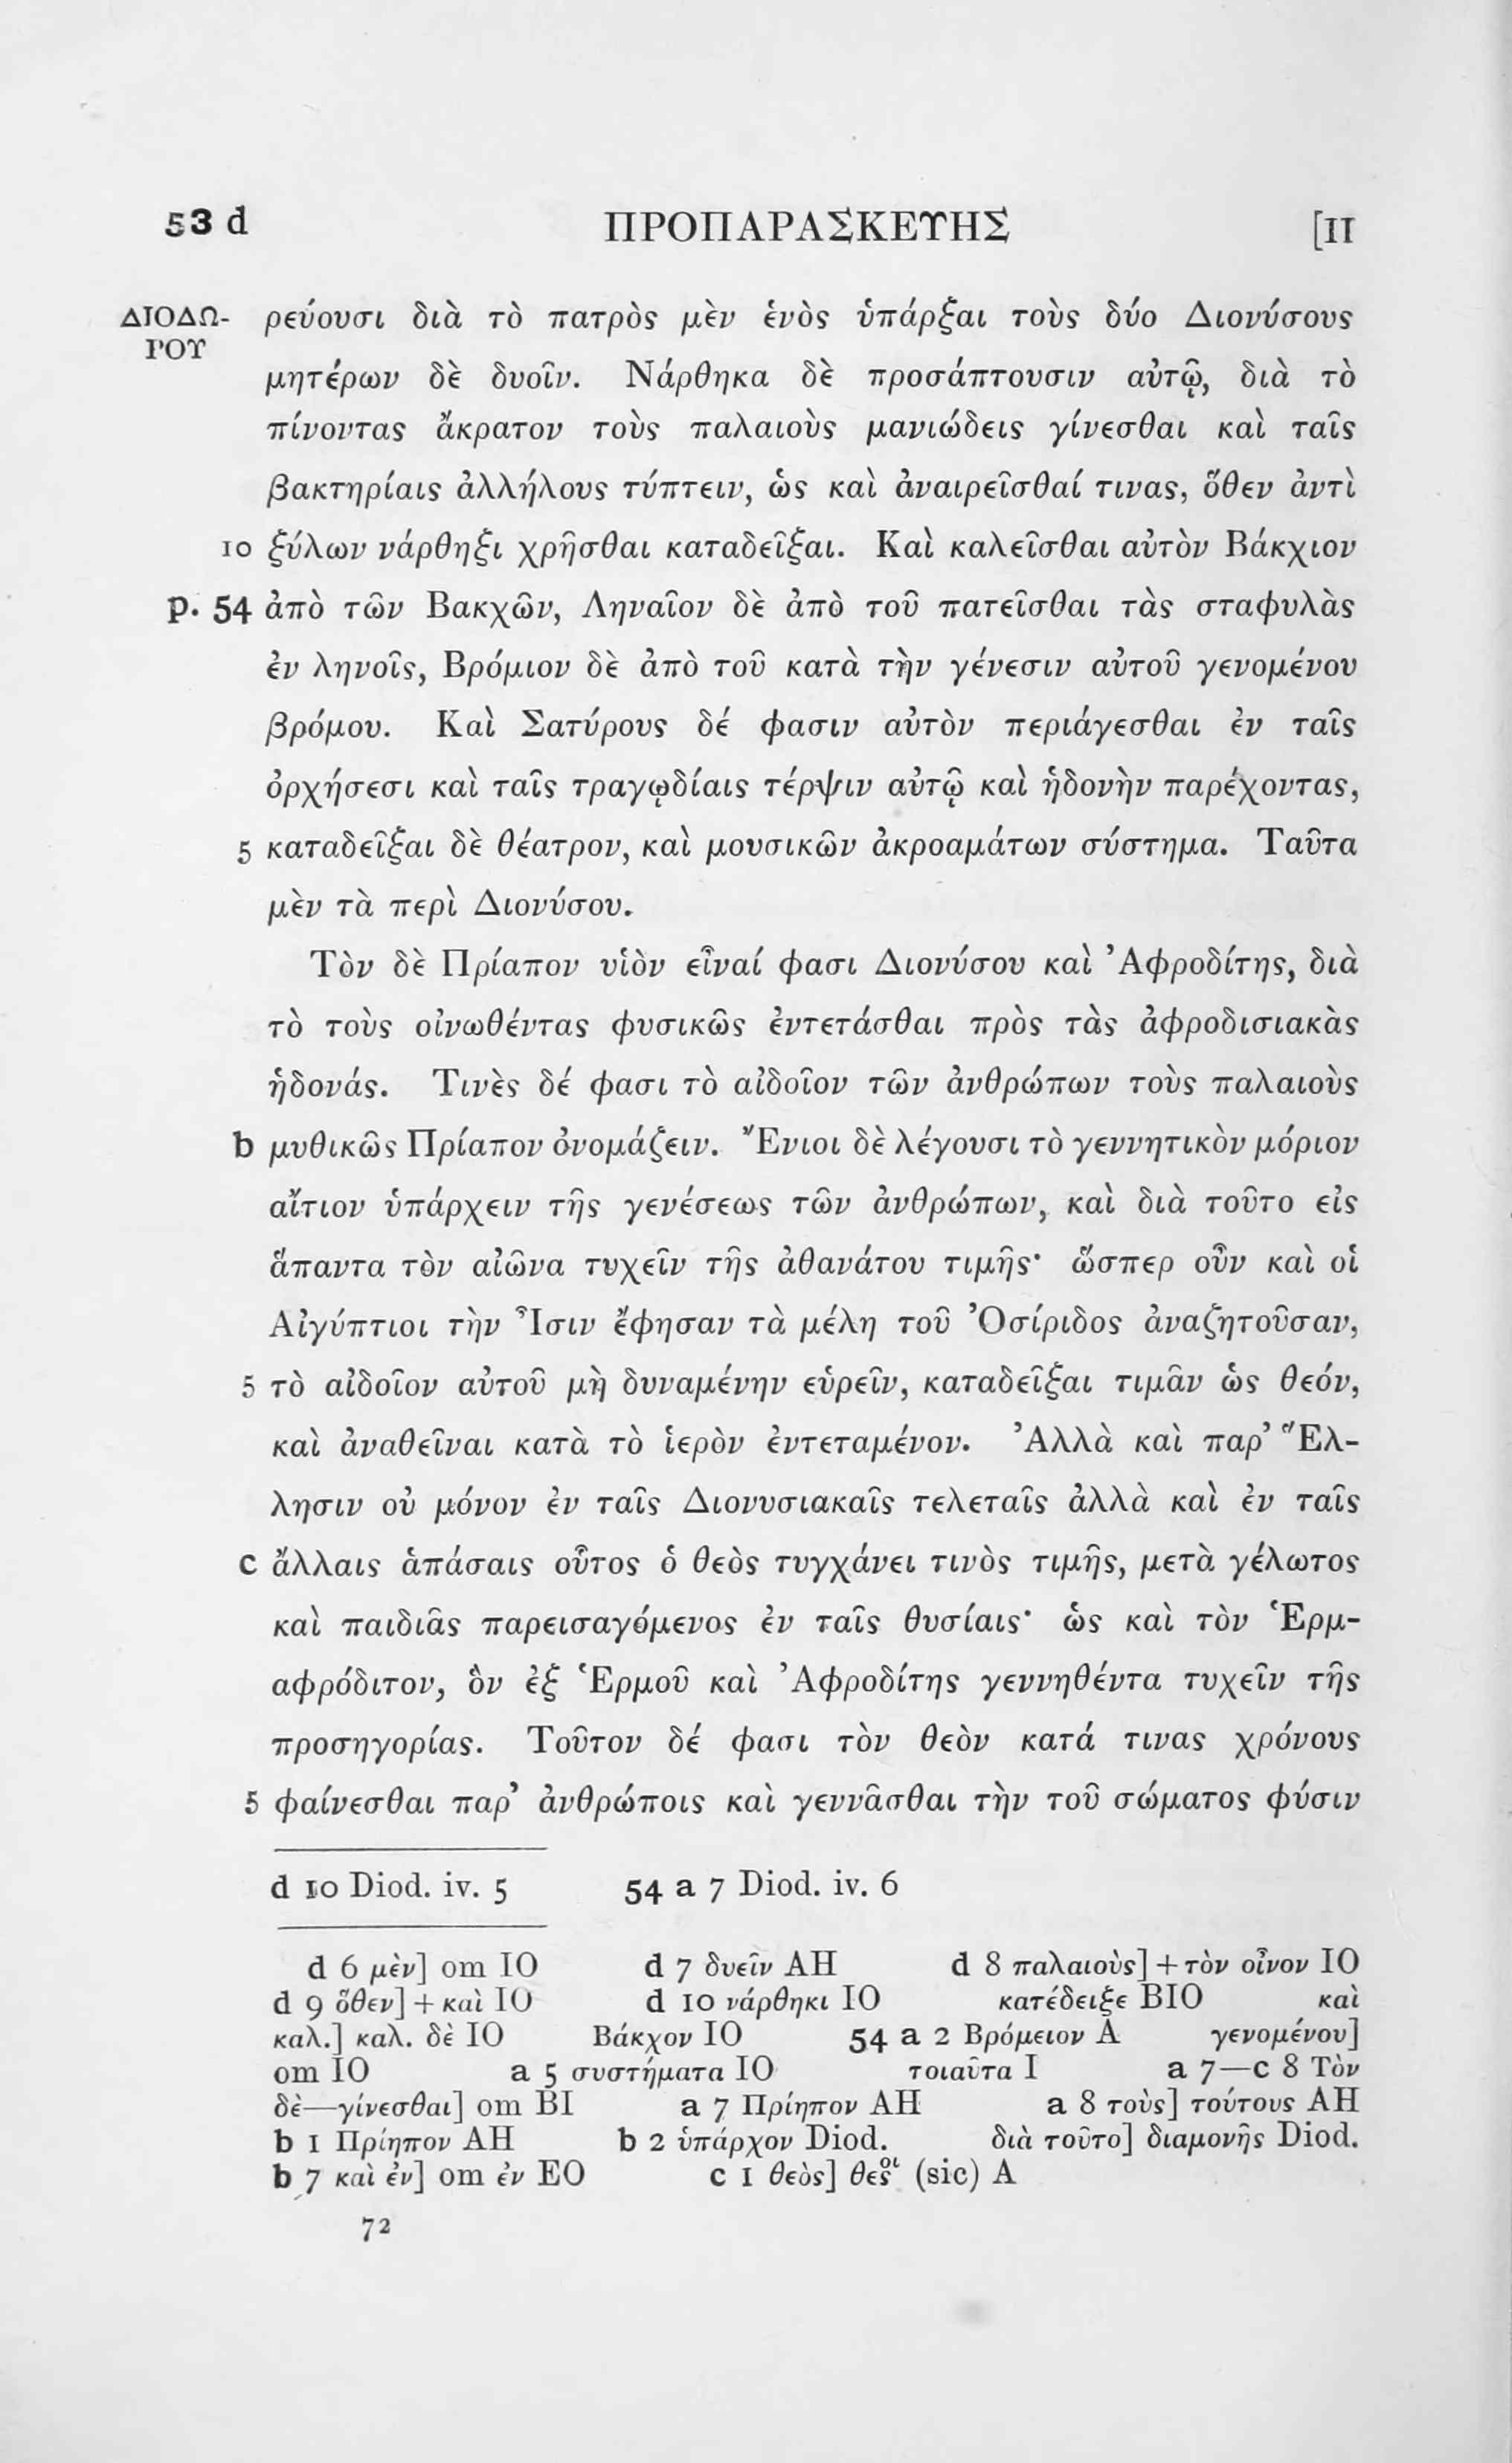 53 d ΠΡΟΠΑΡΑΣΚΕΥΗΣ [II
ΔΙΟΔΩ- ρεύουσι διὰ τὸ πατρὸς μὲν ἑνὸς ὑπάρξαι τοὺς δύο Διονύσους
ΡΟΥ
μητέρων δὲ δυοῖν. Νάρθηκα δὲ προσάπτουσιν αὐτῷ, διὰ τὸ
πίνοντας ἄκρατον τοὺς παλαιοὺς μανιώδεις γίνεσθαι καὶ ταῖς
βακτηρίαις ἀλλήλους τύπτειν, ὡς καὶ ἀναιρεῖσθαί τινας, ὅθεν ἀντὶ
10 ξύλων νάρθηξι χρῆσθαι καταδεῖξαι. Καὶ καλεῖσθαι αὐτὸν Βάκχιον
p. 54 ἀπὸ τῶν Βακχῶν, Ληναῖον δὲ ἀπὸ τοῦ πατεῖσθαι τὰς σταφυλὰς
ἐν ληνοῖς, Βρόμιον δὲ ἀπὸ τοῦ κατὰ τὴν γένεσιν αὐτοῦ γενομένου
βρόμου. Καὶ Σατύρους δέ φασιν αὐτὸν περιάγεσθαι ἐν ταῖς
ὀρχήσεσι καὶ ταῖς τραγῳδίαις τέρψιν αὐτῷ καὶ ἡδονὴν παρέχοντας,
5 καταδεῖξαι δὲ θέατρον, καὶ μουσικῶν ἀκροαμάτων σύστημα. Ταῦτα
μὲν τὰ περὶ Διονύσου.
Τὸν δὲ Πρίαπον υἱὸν εἶναί φασι Διονύσου καὶ Ἀφροδίτης, διὰ
τὸ τοὺς οἰνωθέντας φυσικῶς ἐντετάσθαι πρὸς τὰς ἀφροδισιακὰς
ἡδονάς. Τινὲς δέ φασι τὸ αἰδοῖον τῶν ἀνθρώπων τοὺς παλαιοὺς
b μυθικῶς Πρίαπον ὀνομάζειν. Ἔνιοι δὲ λέγουσι τὸ γεννητικὸν μόριον
αἴτιον ὑπάρχειν τῆς γενέσεως τῶν ἀνθρώπων, καὶ διὰ τοῦτο εἰς
ἅπαντα τὸν αἰῶνα τυχεῖν τῆς ἀθανάτου τιμῆς· ὥσπερ οὖν καὶ οἱ
Αἰγύπτιοι τὴν Ἶσιν ἔφησαν τὰ μέλη τοῦ Ὀσίριδος ἀναζητοῦσαν,
5 τὸ αἰδοῖον αὐτοῦ μὴ δυναμένην εὑρεῖν, καταδεῖξαι τιμᾶν ὡς θεόν,
καὶ ἀναθεῖναι κατὰ τὸ ἱερὸν ἐντεταμένον. Ἀλλὰ καὶ παρ’ Ἕλ-
λησιν οὐ μόνον ἐν ταῖς Διονυσιακαῖς τελεταῖς ἀλλὰ καὶ ἐν ταῖς
c ἄλλαις ἁπάσαις οὗτος ὁ θεὸς τυγχάνει τινὸς τιμῆς, μετὰ γέλωτος
καὶ παιδιᾶς παρεισαγόμενος ἐν ταῖς θυσίαις· ὡς καὶ τὸν Ἑρμ-
αφρόδιτον, ὃν ἐξ Ἑρμοῦ καὶ Ἀφροδίτης γεννηθέντα τυχεῖν τῆς
προσηγορίας. Τοῦτον δέ φασι τὸν θεὸν κατά τινας χρόνους
5 φαίνεσθαι παρ’ ἀνθρώποις καὶ γεννᾶσθαι τὴν τοῦ σώματος φύσιν
d 10 Diod. iv. 5 54 a 7 Diod. iv. 6
d 6 μὲν] om IO d 7 δυεῖν AH d 8 παλαιοὺς] + τὸν οἶνον IO
d 9 ὅθεν] + καὶ IO d 10 νάρθηκι IO κατέδειξε BIO καὶ
καλ.] καλ. δὲ IO Βάκχον IO 54 a 2 Βρόμειον A γενομένου]
om IO a 5 συστήματα IO τοιαῦτα I a 7—c 8 Τὸν
δὲ—γίνεσθαι] om BI a 7 Πρίηπον AH a 8 τοὺς] τούτους AH
b 1 Πρίηπον AH b 2 ὑπάρχον Diod. διὰ τοῦτο] διαμονῆς Diod.
b 7 καὶ ἐν] om ἐν EO c 1 θεὸς] θες͂οι (sic) A
72